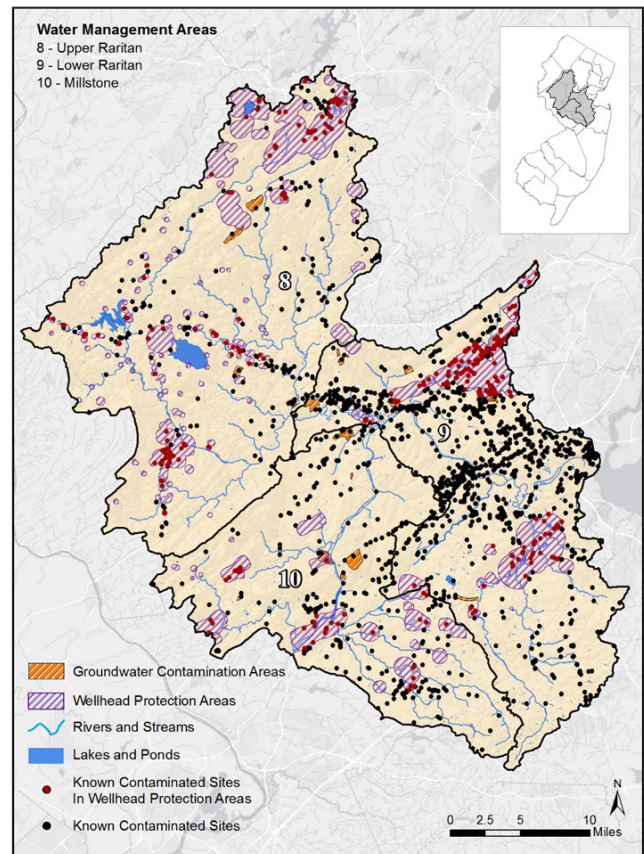 Water Management Areas
8 - Upper Raritan
9 - Lower Raritan
10 - Millstone
8
9
10
Groundwater Contamination Areas
Wellhead Protection Areas
Rivers and Streams
Lakes and Ponds
Known Contaminated Sites
In Wellhead Protection Areas
Known Contaminated Sites
N
0 2.5 5 10
Miles